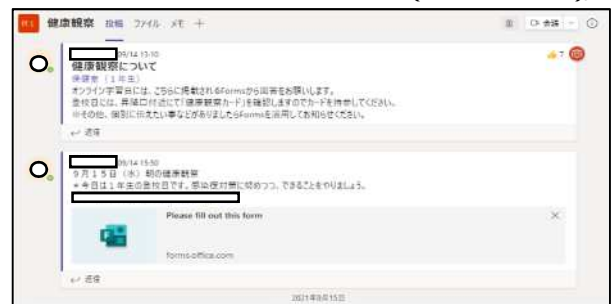 健康観察 投稿 ファイル メモ +
会議
09/14 15:10
7
健康観察について
保健室（1年生）
オンライン学習日には、こちらに掲載されるFormsから回答をお願いします。
登校日には、昇降口付近にて「健康観察カード」を確認しますのでカードを持参してください。
※その他、個別に伝えたい事などがありましたらFormsを活用してお知らせください。
返信
09/14 15:50
9月15日（水）朝の健康観察
＊今日は1年生の登校日です。感染症対策に努めつつ、できることをやりましょう。
Please fill out this form
forms.office.com
返信
2021年9月15日